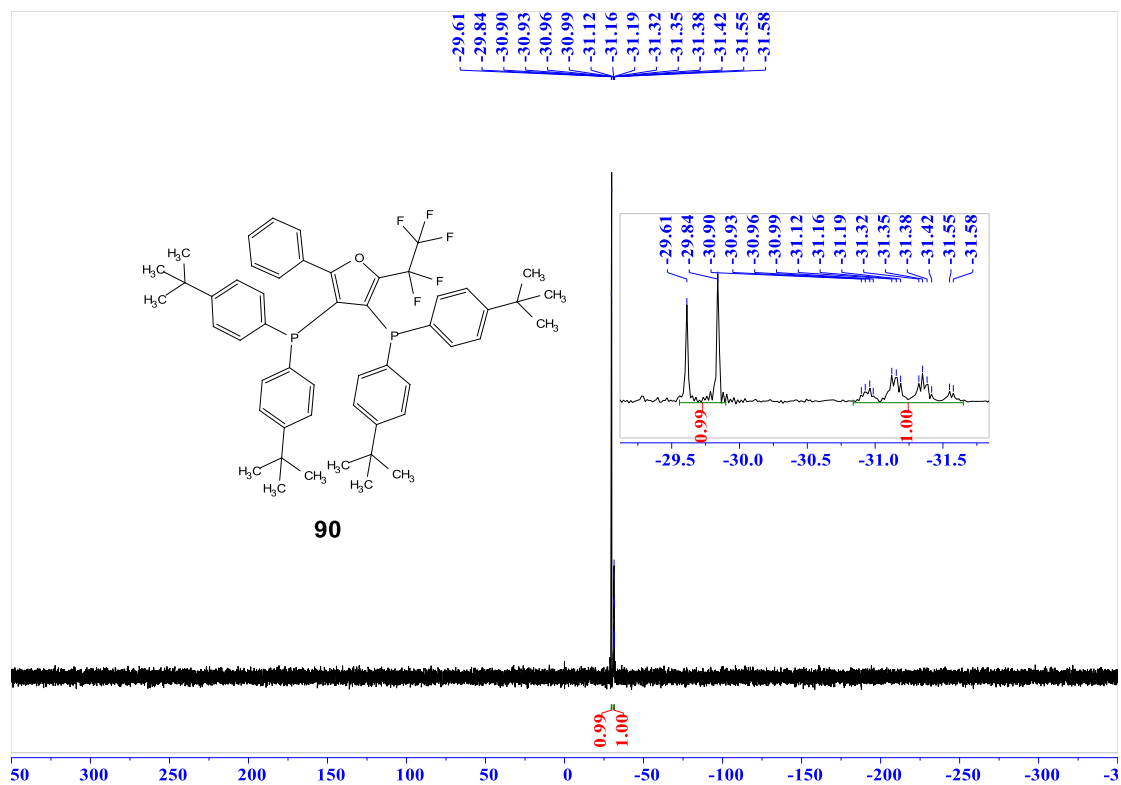 -29.61
-29.84
-30.90
-30.93
-30.96
-30.99
-31.12
-31.16
-31.19
-31.32
-31.35
-31.38
-31.42
-31.55
-31.58
-29.61
-29.84
-30.90
-30.93
-30.96
-30.99
-31.12
-31.16
-31.19
-31.32
-31.35
-31.38
-31.42
-31.55
-31.58
0.99
1.00
-29.5 -30.0 -30.5 -31.0 -31.5
F
F
F
O
F
F
H₃C
H₃C
H₃C
CH₃
CH₃
CH₃
P
P
H₃C
H₃C
CH₃
H₃C
H₃C
CH₃
90
0.99
1.00
50 300 250 200 150 100 50 0 -50 -100 -150 -200 -250 -300 -3